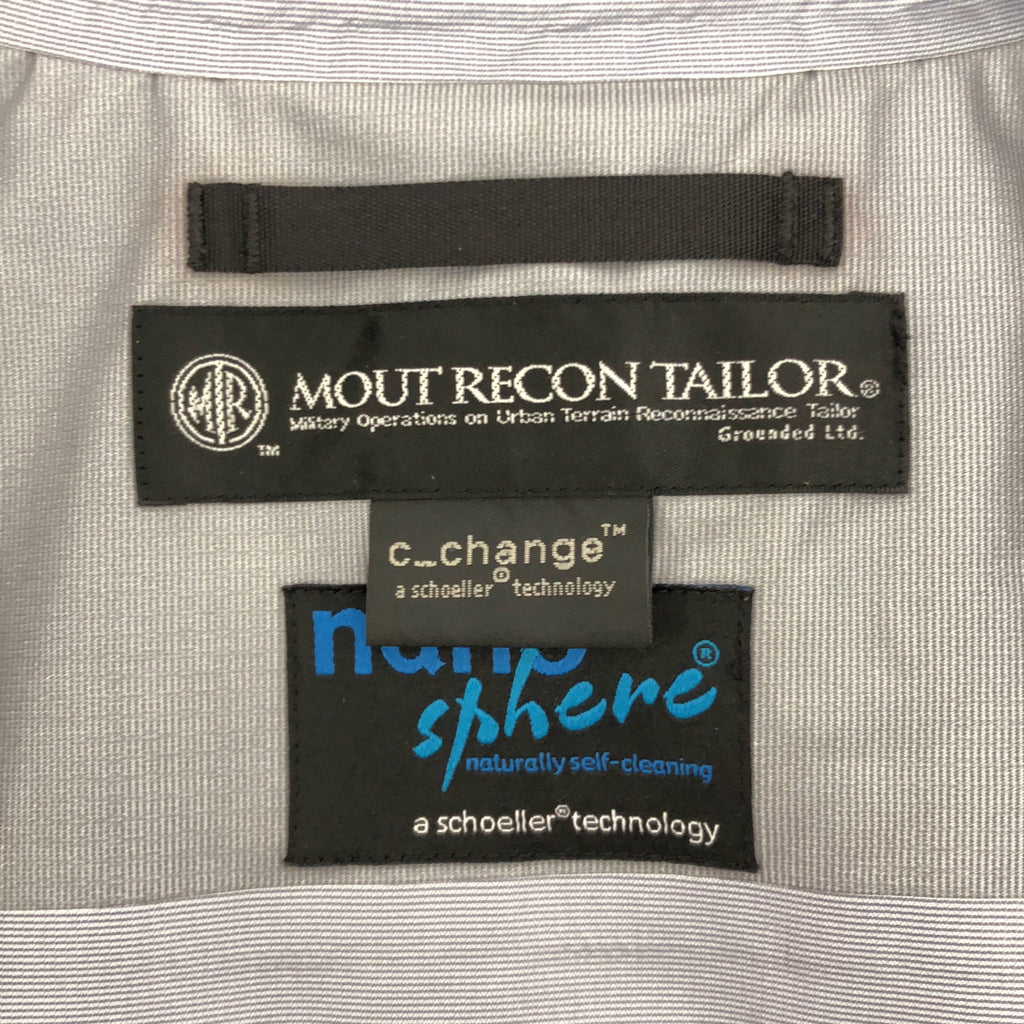 MR
TM
MOUT RECON TAILOR®
Military Operations on Urban Terrain Reconnaissance Tailor
Grounded Ltd.
c_change™
a schoeller® technology
nano
sphere®
naturally self-cleaning
a schoeller® technology